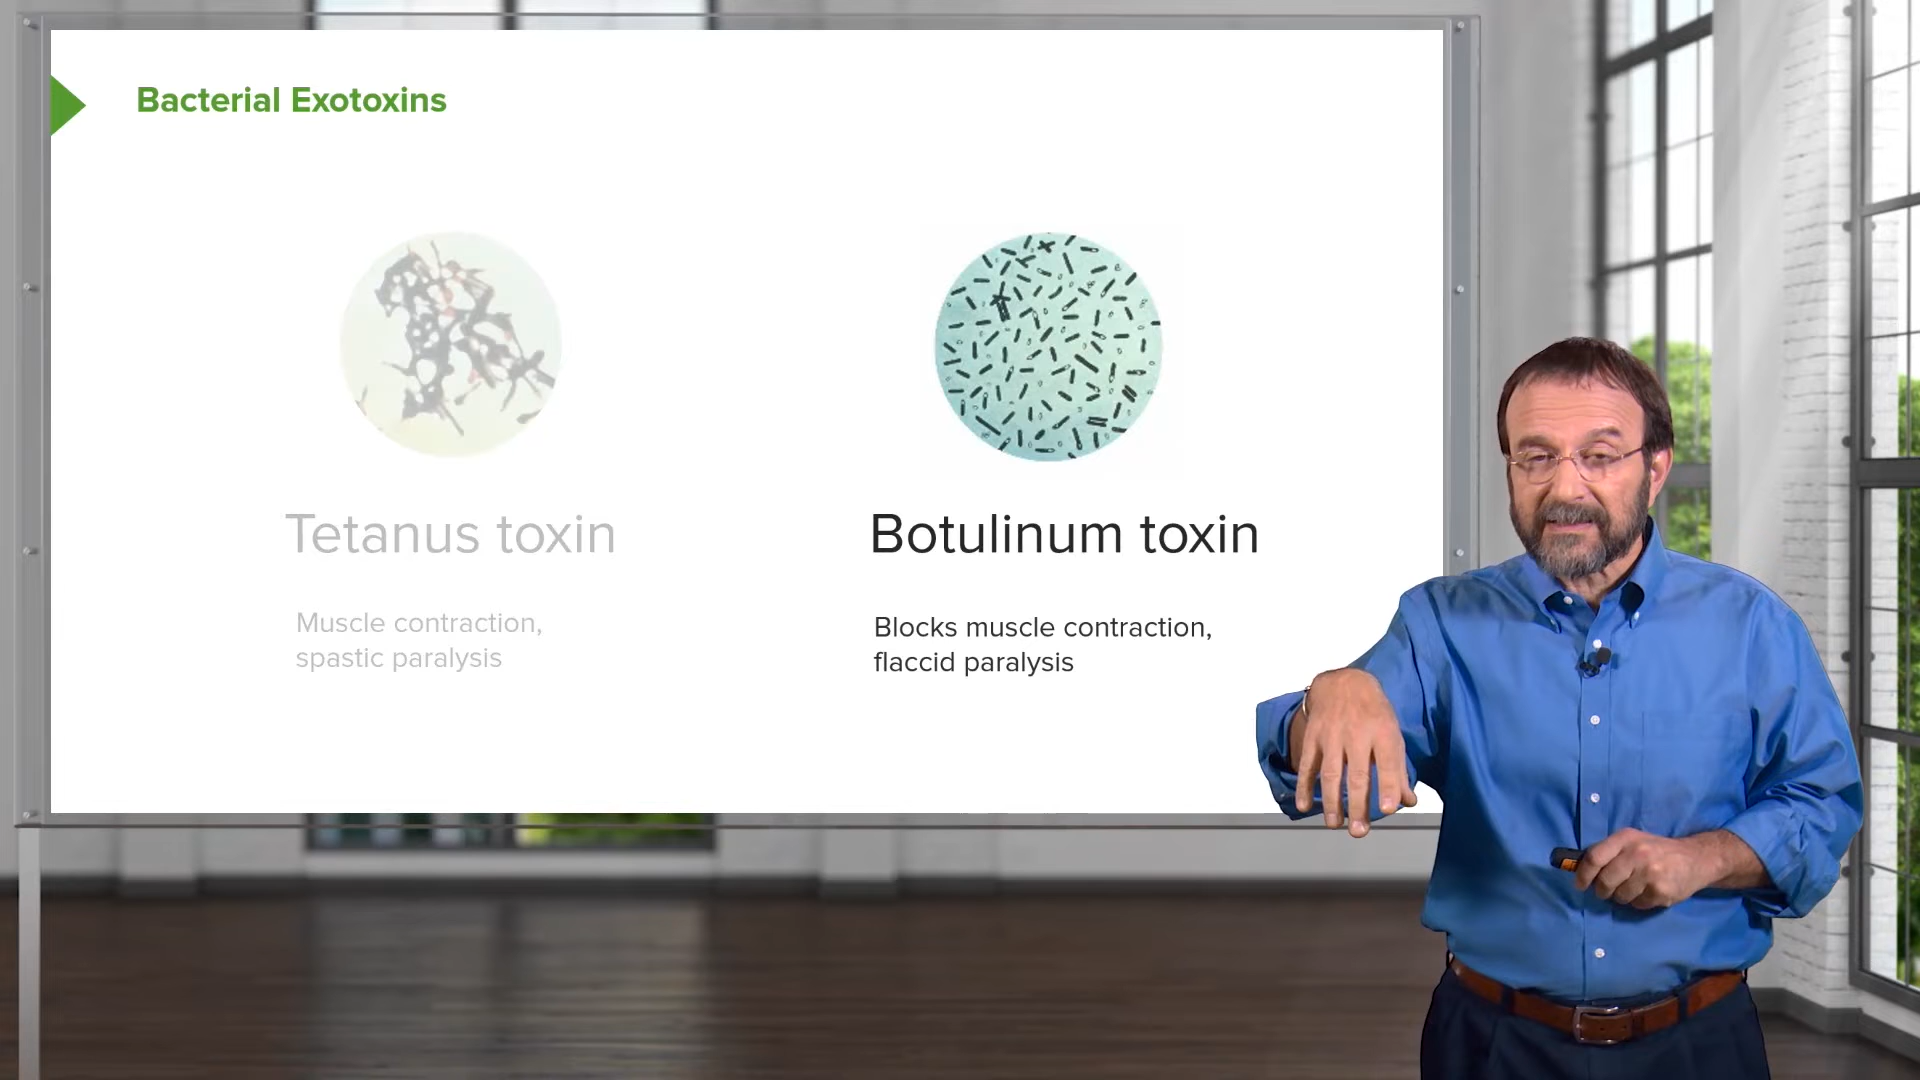 Bacterial Exotoxins
Tetanus toxin
Muscle contraction,
spastic paralysis
Botulinum toxin
Blocks muscle contraction,
flaccid paralysis